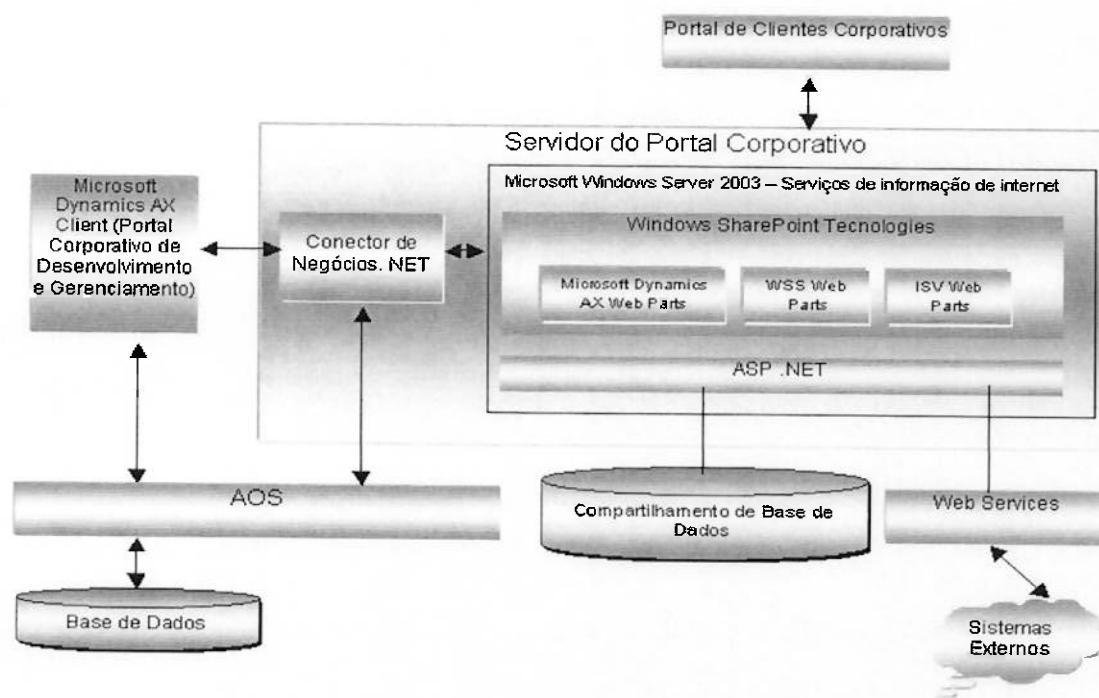 Portal de Clientes Corporativos
Servidor do Portal Corporativo
Microsoft Windows Server 2003 – Serviços de informação de internet
Microsoft
Dynamics AX
Client (Portal
Corporativo de
Desenvolvimento
e Gerenciamento)
Conector de
Negócios. NET
Windows SharePoint Tecnologies
Microsoft Dynamics
AX Web Parts
WSS Web
Parts
ISV Web
Parts
ASP .NET
AOS
Compartilhamento de Base de
Dados
Web Services
Base de Dados
Sistemas
Externos